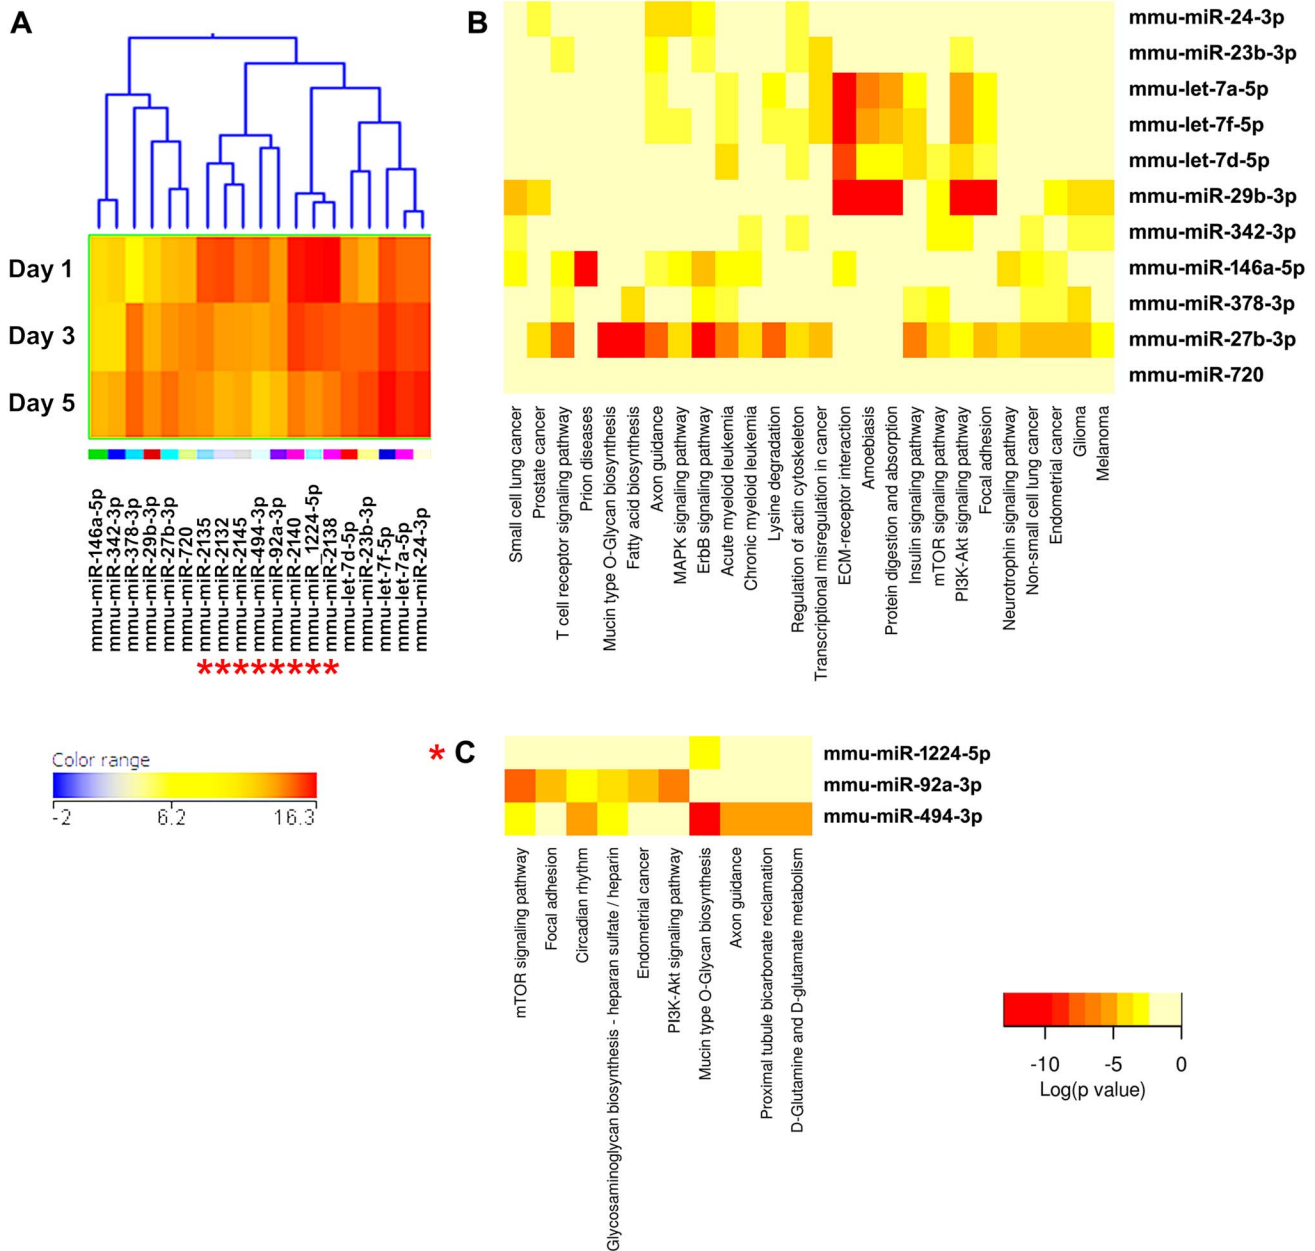 A
Day 1
Day 3
Day 5
mmu-miR-146a-5p
mmu-miR-342-3p
mmu-miR-378-3p
mmu-miR-29b-3p
mmu-miR-27b-3p
mmu-miR-720
mmu-miR-2135
mmu-miR-2132
mmu-miR-2145
mmu-miR-494-3p
mmu-miR-92a-3p
mmu-miR-2140
mmu-miR_1224-5p
mmu-miR-2138
mmu-let-7d-5p
mmu-miR-23b-3p
mmu-let-7f-5p
mmu-let-7a-5p
mmu-miR-24-3p
********
Color range
-2 6.2 16.3
B
mmu-miR-24-3p
mmu-miR-23b-3p
mmu-let-7a-5p
mmu-let-7f-5p
mmu-let-7d-5p
mmu-miR-29b-3p
mmu-miR-342-3p
mmu-miR-146a-5p
mmu-miR-378-3p
mmu-miR-27b-3p
mmu-miR-720
Small cell lung cancer
Prostate cancer
T cell receptor signaling pathway
Prion diseases
Mucin type O-Glycan biosynthesis
Fatty acid biosynthesis
Axon guidance
MAPK signaling pathway
ErbB signaling pathway
Acute myeloid leukemia
Chronic myeloid leukemia
Lysine degradation
Regulation of actin cytoskeleton
Transcriptional misregulation in cancer
ECM-receptor interaction
Amoebiasis
Protein digestion and absorption
Insulin signaling pathway
mTOR signaling pathway
PI3K-Akt signaling pathway
Focal adhesion
Neurotrophin signaling pathway
Non-small cell lung cancer
Endometrial cancer
Glioma
Melanoma
* C
mmu-miR-1224-5p
mmu-miR-92a-3p
mmu-miR-494-3p
mTOR signaling pathway
Focal adhesion
Circadian rhythm
Glycosaminoglycan biosynthesis - heparan sulfate / heparin
Endometrial cancer
PI3K-Akt signaling pathway
Mucin type O-Glycan biosynthesis
Axon guidance
Proximal tubule bicarbonate reclamation
D-Glutamine and D-glutamate metabolism
-10 -5 0
Log(p value)